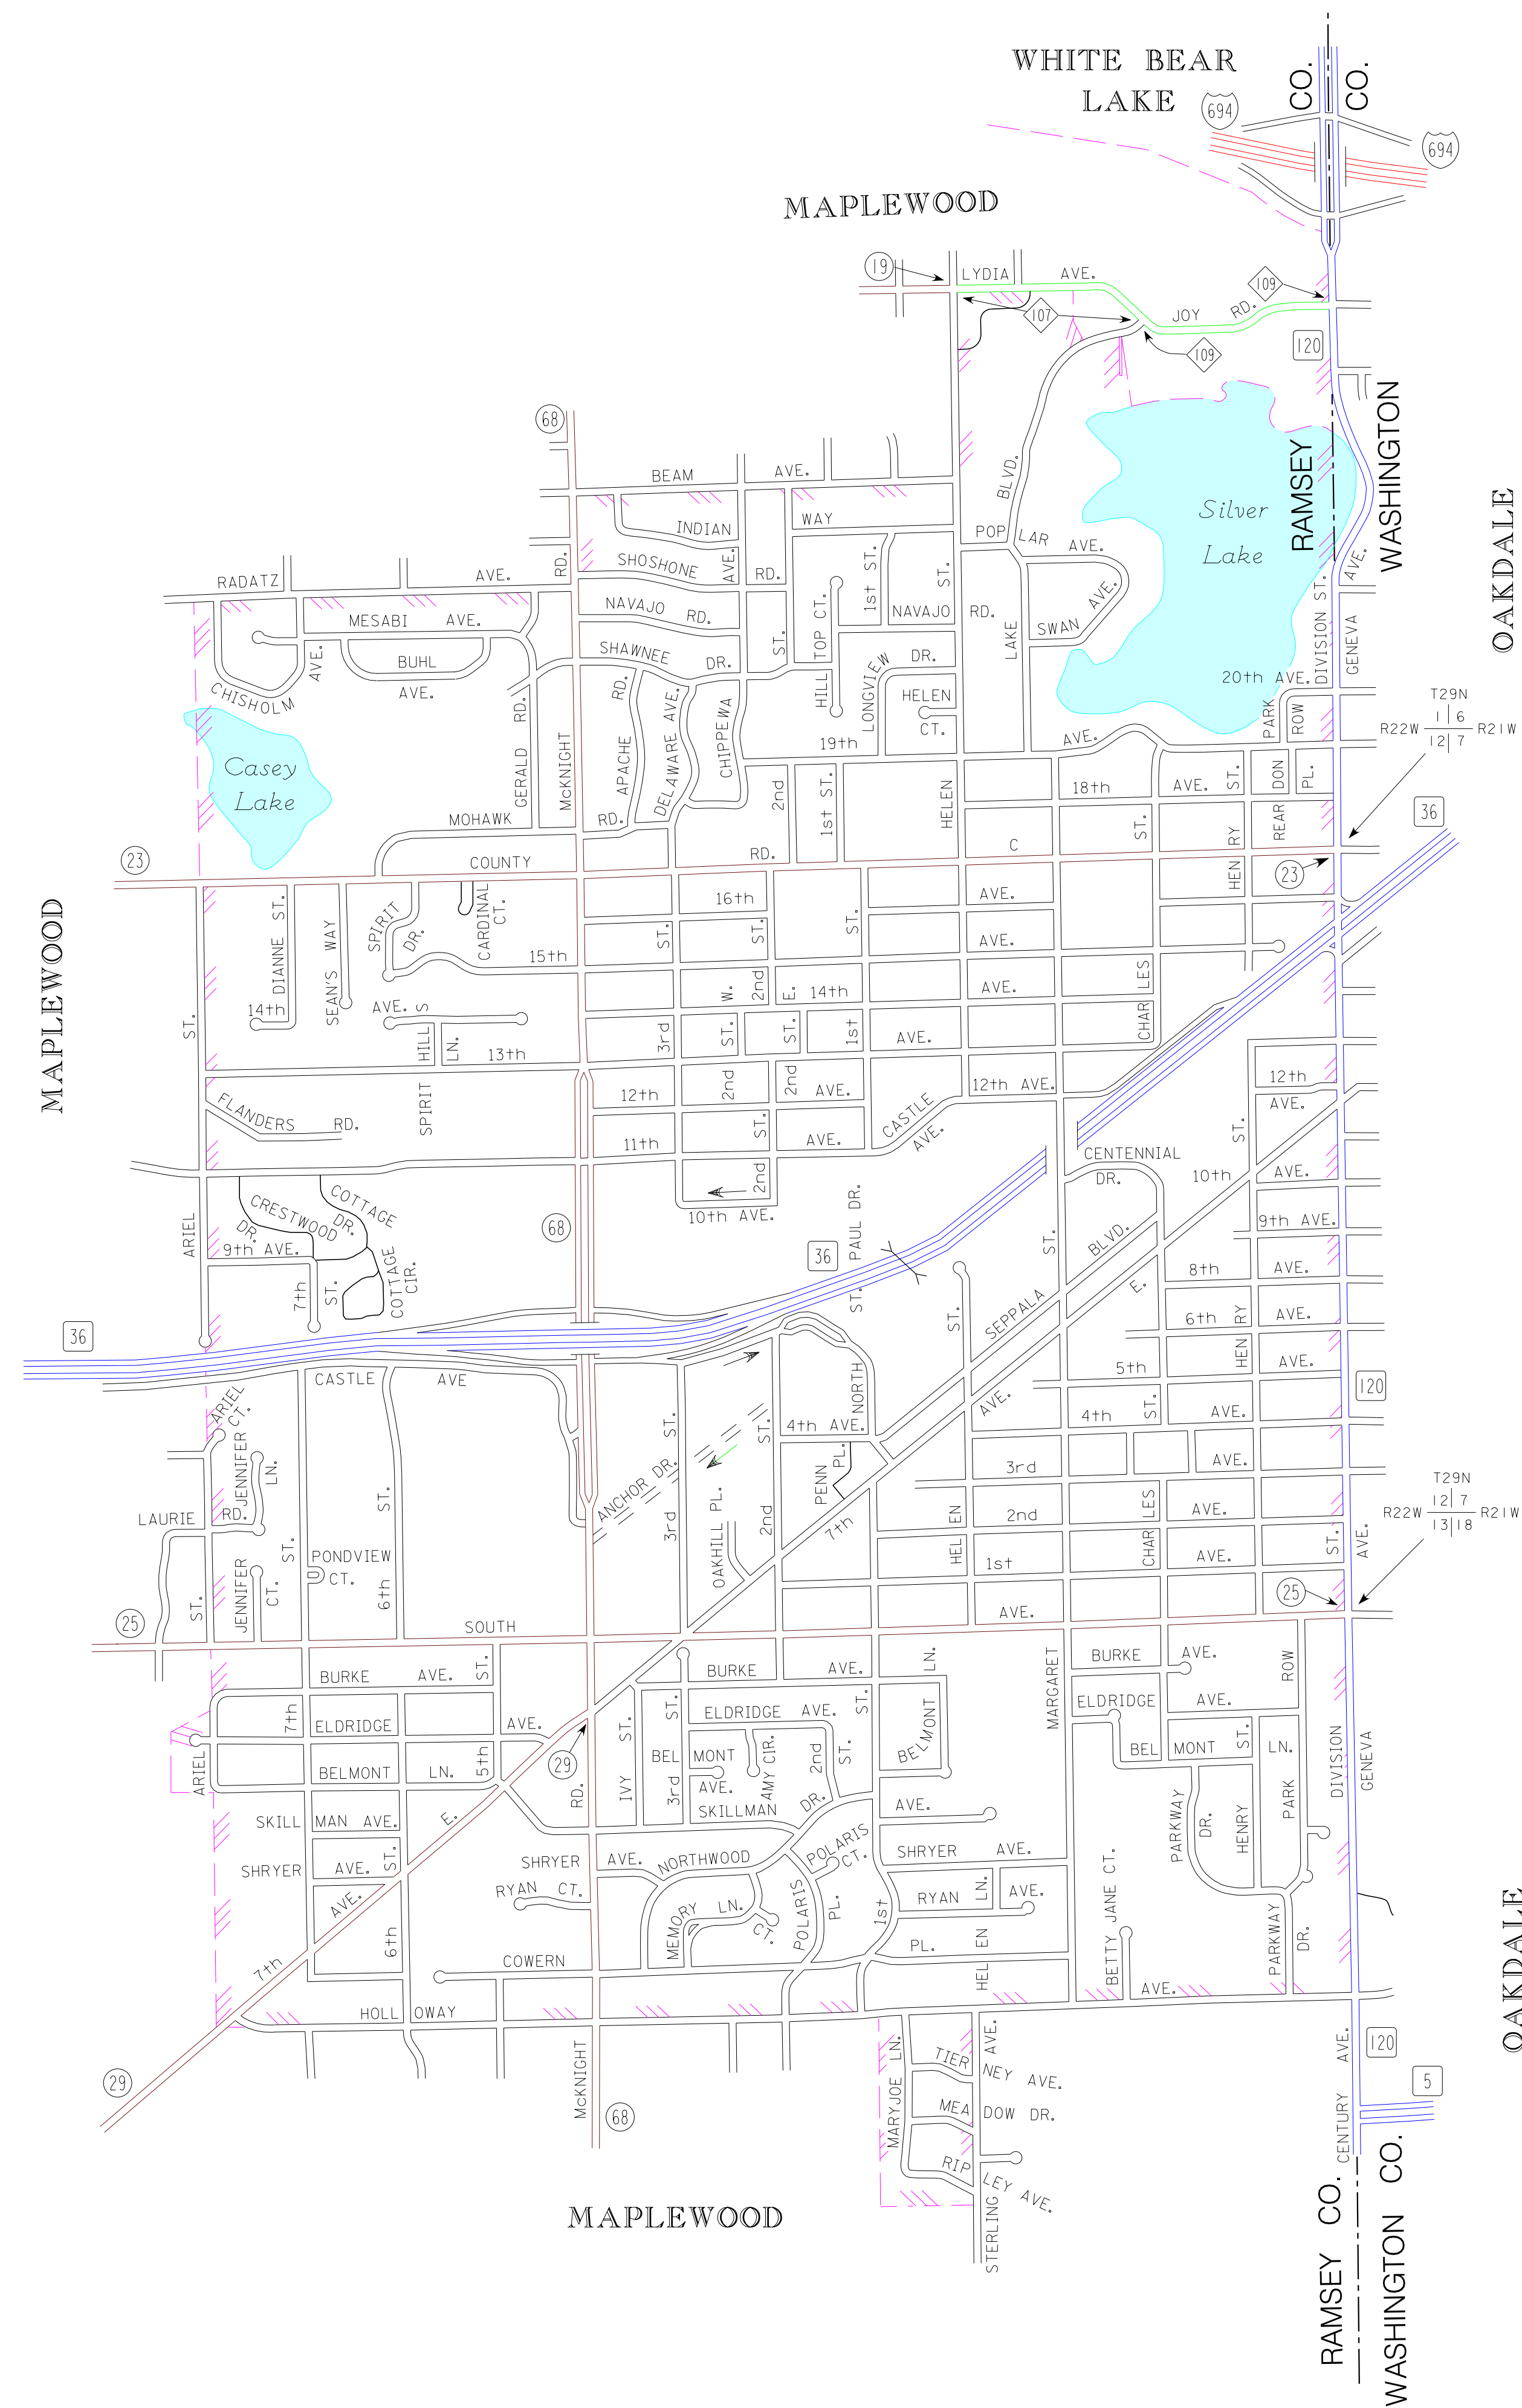 WHITE BEAR
LAKE
CO.
CO.
694
694
MAPLEWOOD
19
LYDIA AVE.
109
107
JOY RD.
109
120
68
BEAM AVE.
INDIAN WAY
BLVD.
Silver
Lake
RAMSEY
WASHINGTON
OAKDALE
POP LAR AVE.
RADATZ AVE.
RD.
SHOSHONE RD.
AVE.
1st ST.
ST.
AVE.
MESABI AVE.
NAVAJO RD.
TOP CT.
NAVAJO RD.
SWAN AVE.
DIVISION ST.
GENEVA
BUHL
AVE.
AVE.
SHAWNEE DR.
ST.
LAKE
CHISHOLM
HILL
LONGVIEW DR.
HELEN
CT.
20th AVE.
PARK
ROW
T29N
1 6
R22W R21W
12 7
Casey
Lake
GERALD RD.
McKNIGHT
APACHE RD.
DELAWARE AVE.
CHIPPEWA
19th AVE.
18th AVE.
2nd
1st ST.
HELEN
ST.
ST.
REAR
DON
PL.
36
MOHAWK RD.
23
COUNTY RD. C
HEN RY
23
MAPLEWOOD
DIANNE ST.
SEAN'S WAY
SPIRIT
DR.
CARDINAL
CT.
16th AVE.
15th AVE.
ST.
ST.
ST.
14th
AVE. S
W.
2nd
E.
14th AVE.
CHAR LES
ST.
HILL
LN.
13th AVE.
3rd
ST.
ST.
1st
FLANDERS RD.
SPIRIT
12th AVE.
12th AVE.
2nd
2nd
CASTLE
AVE.
12th
AVE.
11th AVE.
ST.
2nd
10th AVE.
CENTENNIAL
DR.
10th AVE.
ST.
ARIEL
CRESTWOOD
DR.
COTTAGE
DR.
68
9th AVE.
COTTAGE
CIR.
7th
ST.
36
PAUL DR.
ST.
ST.
BLVD.
9th AVE.
8th AVE.
36
ST.
SEPPALA
E.
6th AVE.
HEN RY
5th AVE.
CASTLE AVE
120
ARIEL
CT.
JENNIFER
LN.
4th AVE.
NORTH
AVE.
4th AVE.
ST.
ST.
ST.
ST.
ANCHOR DR.
PENN
PL.
3rd AVE.
T29N
12 7
R22W R21W
13 18
LAURIE RD.
3rd
OAKHILL PL.
2nd
7th
HEL EN
2nd AVE.
CHAR LES
ST.
AVE.
PONDVIEW
CT.
ST.
6th
JENNIFER
CT.
ST.
1st AVE.
25
25
SOUTH AVE.
BURKE AVE.
ST.
BURKE AVE.
LN.
MARGARET
BURKE AVE.
ROW
7th
ELDRIDGE AVE.
ST.
ST.
ELDRIDGE AVE.
ST.
BELMONT
ELDRIDGE AVE.
ARIEL
BELMONT LN.
5th
29
RD.
IVY
BEL MONT
AVE.
3rd
AMY CIR.
2nd
ST.
BEL MONT LN.
ST.
DIVISION
GENEVA
SKILL MAN AVE.
E.
SKILLMAN AVE.
DR.
PARKWAY
DR.
HENRY
PARK
SHRYER AVE.
ST.
SHRYER AVE.
NORTHWOOD
POLARIS
CT.
SHRYER AVE.
AVE.
RYAN CT.
MEMORY LN.
CT.
POLARIS
PL.
1st
RYAN AVE.
LN.
BETTY JANE CT.
PARKWAY
DR.
7th
6th
COWERN PL.
HEL EN
HOLL OWAY AVE.
OAKDALE
29
McKNIGHT
68
MARYJOE LN.
AVE.
TIER NEY AVE.
MEA DOW DR.
RIP LEY AVE.
STERLING
CENTURY AVE.
120
5
MAPLEWOOD
RAMSEY CO.
WASHINGTON CO.